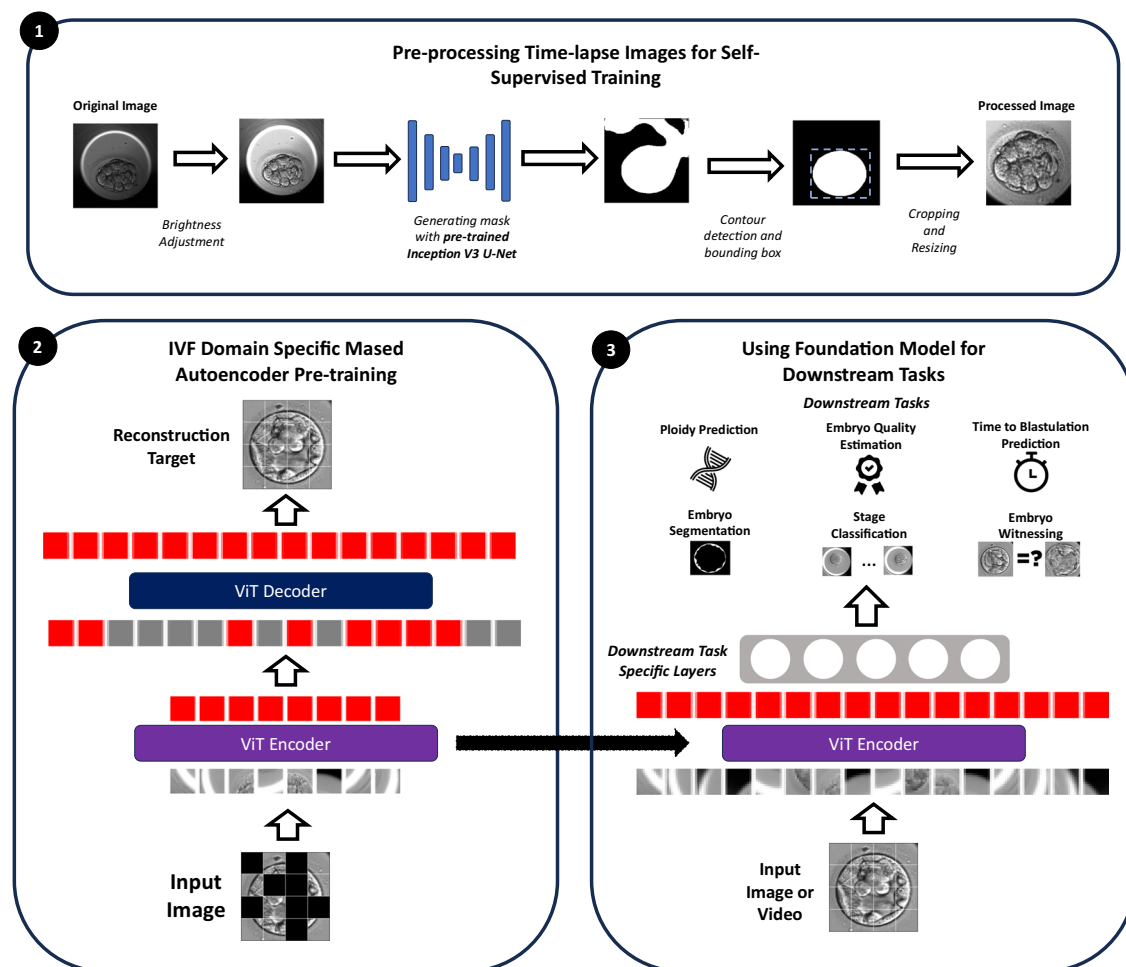 1
Pre-processing Time-lapse Images for Self-
Supervised Training
Original Image
Processed Image
Brightness
Adjustment
Generating mask
with pre-trained
Inception V3 U-Net
Contour
detection and
bounding box
Cropping
and
Resizing
2
IVF Domain Specific Mased
Autoencoder Pre-training
Reconstruction
Target
ViT Decoder
ViT Encoder
Input
Image
3
Using Foundation Model for
Downstream Tasks
Downstream Tasks
Ploidy Prediction
Embryo Quality
Estimation
Time to Blastulation
Prediction
Embryo
Segmentation
Stage
Classification
...
Embryo
Witnessing
=?
Downstream Task
Specific Layers
ViT Encoder
Input
Image or
Video